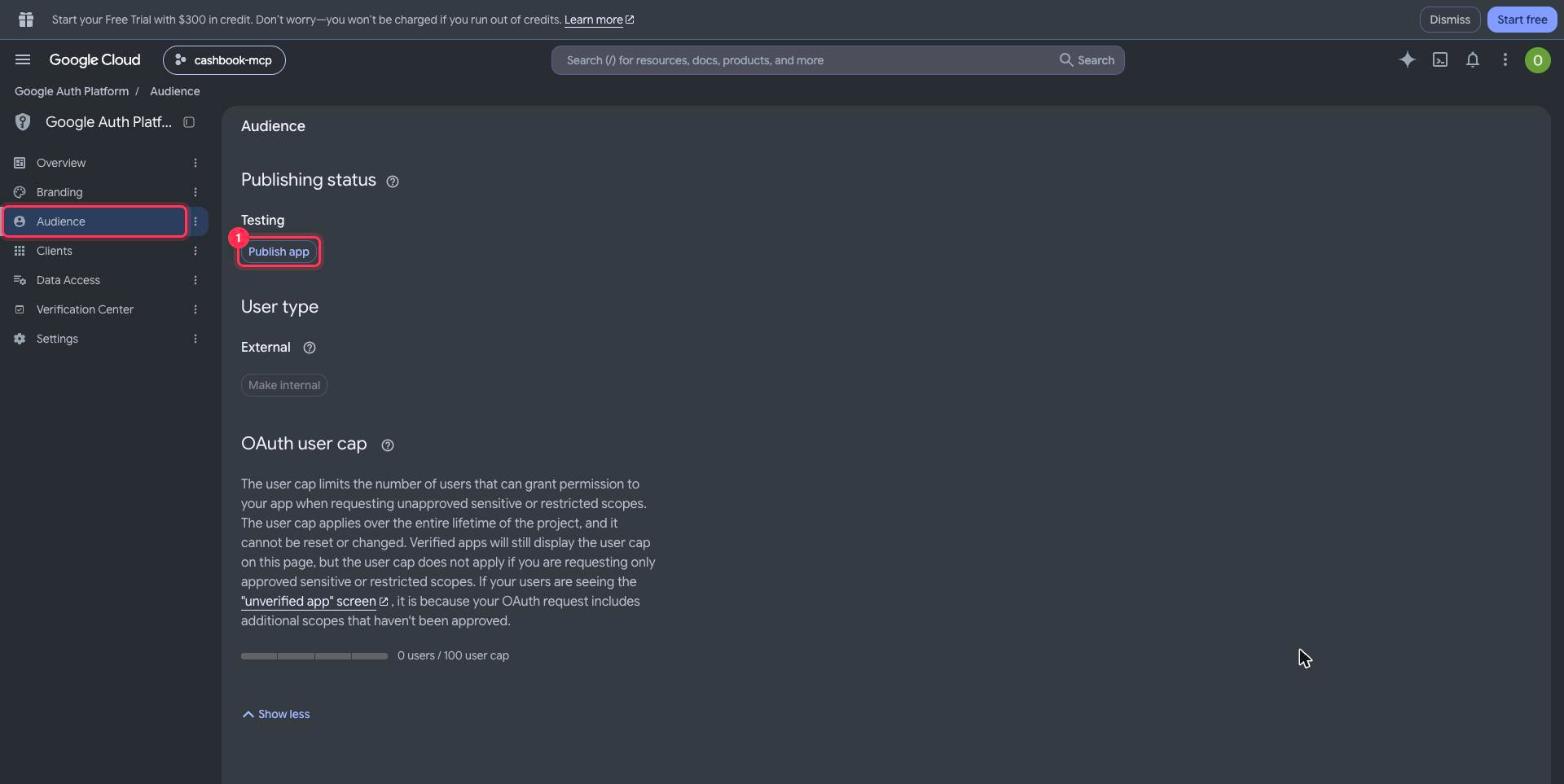 Start your Free Trial with $300 in credit. Don't worry—you won't be charged if you run out of credits. Learn more
Dismiss
Start free
Google Cloud
cashbook-mcp
Search (/) for resources, docs, products, and more
Search
O
Google Auth Platform / Audience
Google Auth Platf...
Overview
Branding
Audience
Clients
Data Access
Verification Center
Settings
Audience
Publishing status
Testing
1
Publish app
User type
External
Make internal
OAuth user cap
The user cap limits the number of users that can grant permission to
your app when requesting unapproved sensitive or restricted scopes.
The user cap applies over the entire lifetime of the project, and it
cannot be reset or changed. Verified apps will still display the user cap
on this page, but the user cap does not apply if you are requesting only
approved sensitive or restricted scopes. If your users are seeing the
"unverified app" screen , it is because your OAuth request includes
additional scopes that haven't been approved.
0 users / 100 user cap
Show less